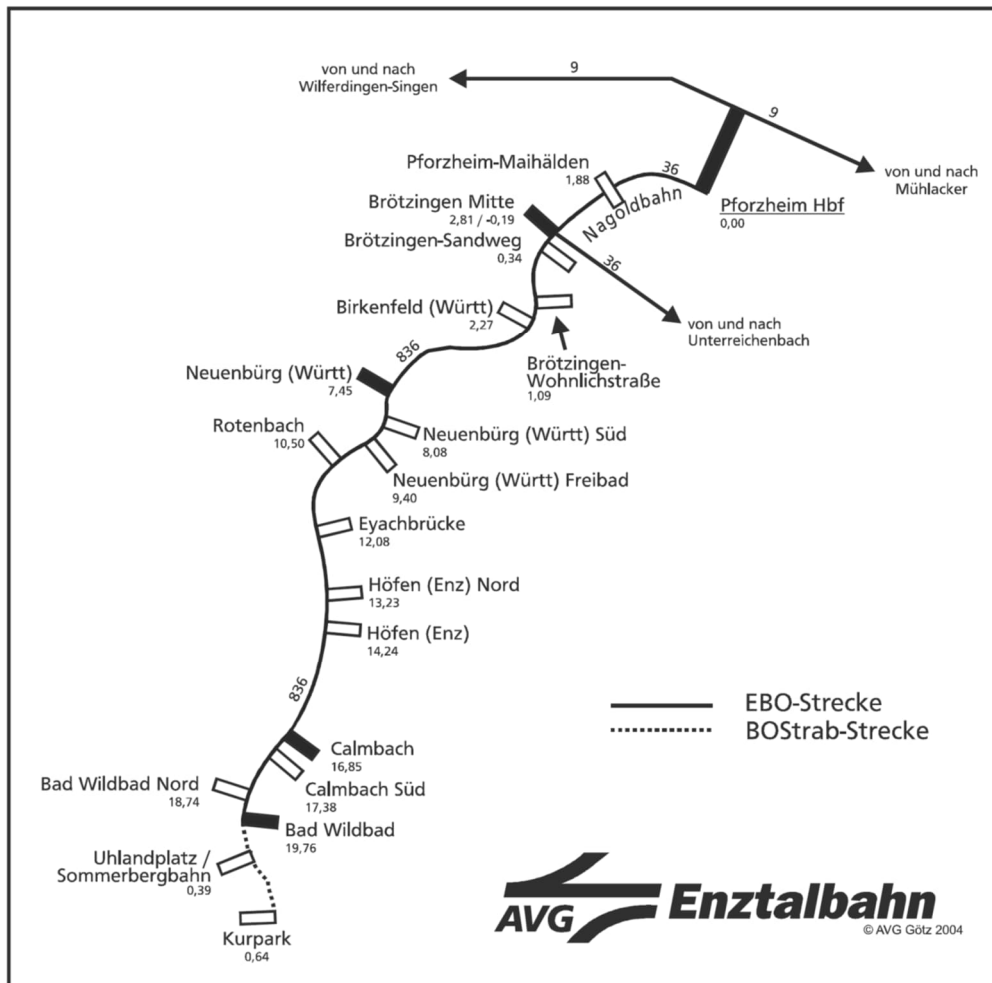 von und nach
Wilferdingen-Singen
9
9
von und nach
Mühlacker
Pforzheim-Maihälden
1,88
36
Nagoldbahn
Pforzheim Hbf
0,00
Brötzingen Mitte
2,81 / -0,19
Brötzingen-Sandweg
0,34
36
von und nach
Unterreichenbach
Birkenfeld (Württ)
2,27
Brötzingen-
Wohnlichstraße
1,09
836
Neuenbürg (Württ)
7,45
Rotenbach
10,50
Neuenbürg (Württ) Süd
8,08
Neuenbürg (Württ) Freibad
9,40
Eyachbrücke
12,08
Höfen (Enz) Nord
13,23
Höfen (Enz)
14,24
836
EBO-Strecke
BOStrab-Strecke
Calmbach
16,85
Calmbach Süd
17,38
Bad Wildbad Nord
18,74
Bad Wildbad
19,76
Uhlandplatz /
Sommerbergbahn
0,39
Kurpark
0,64
AVG
Enztalbahn
© AVG Götz 2004